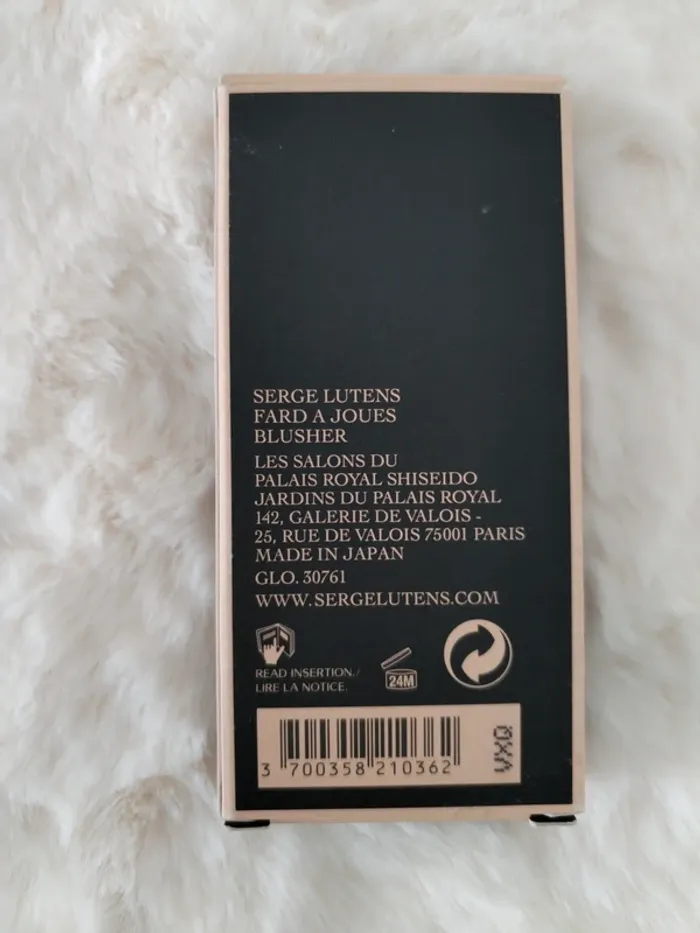 SERGE LUTENS
FARD A JOUES
BLUSHER
LES SALONS DU
PALAIS ROYAL SHISEIDO
JARDINS DU PALAIS ROYAL
142, GALERIE DE VALOIS -
25, RUE DE VALOIS 75001 PARIS
MADE IN JAPAN
GLO. 30761
WWW.SERGELUTENS.COM
READ INSERTION./
LIRE LA NOTICE.
24M
3 700358 210362
VXQ